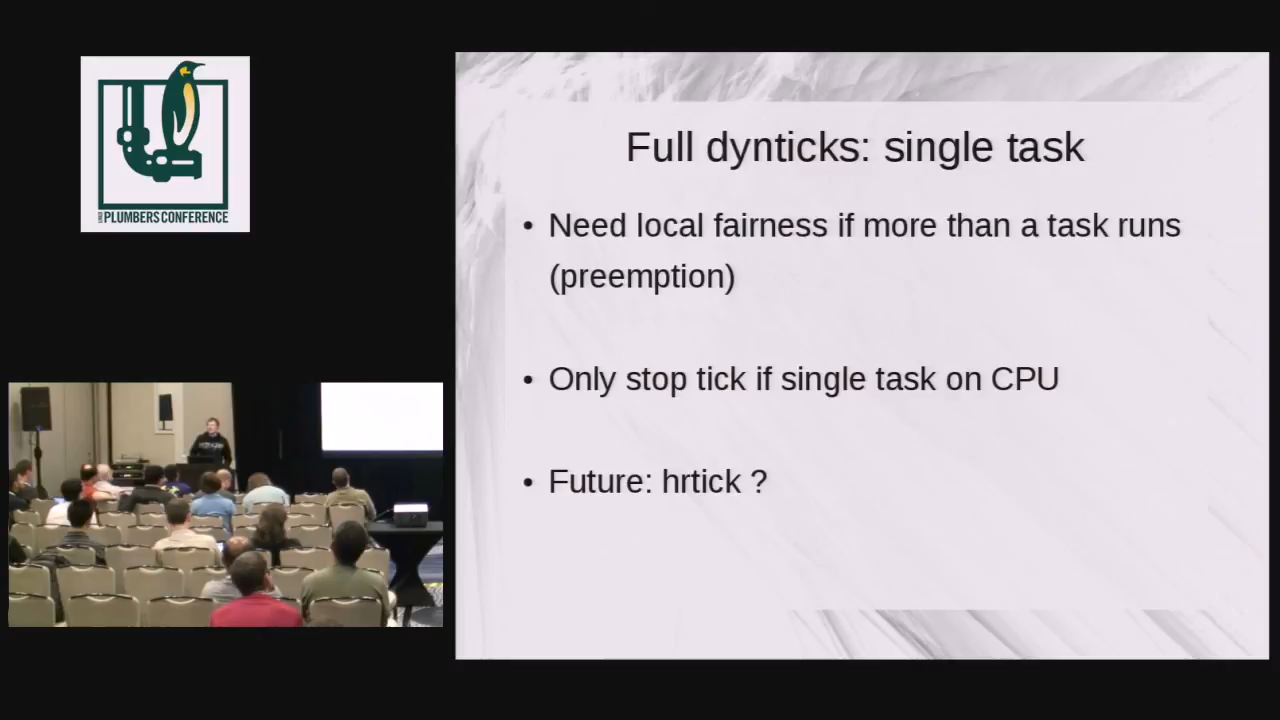 PLUMBERS CONFERENCE
Full dynticks: single task
• Need local fairness if more than a task runs
(preemption)
• Only stop tick if single task on CPU
• Future: hrtick ?